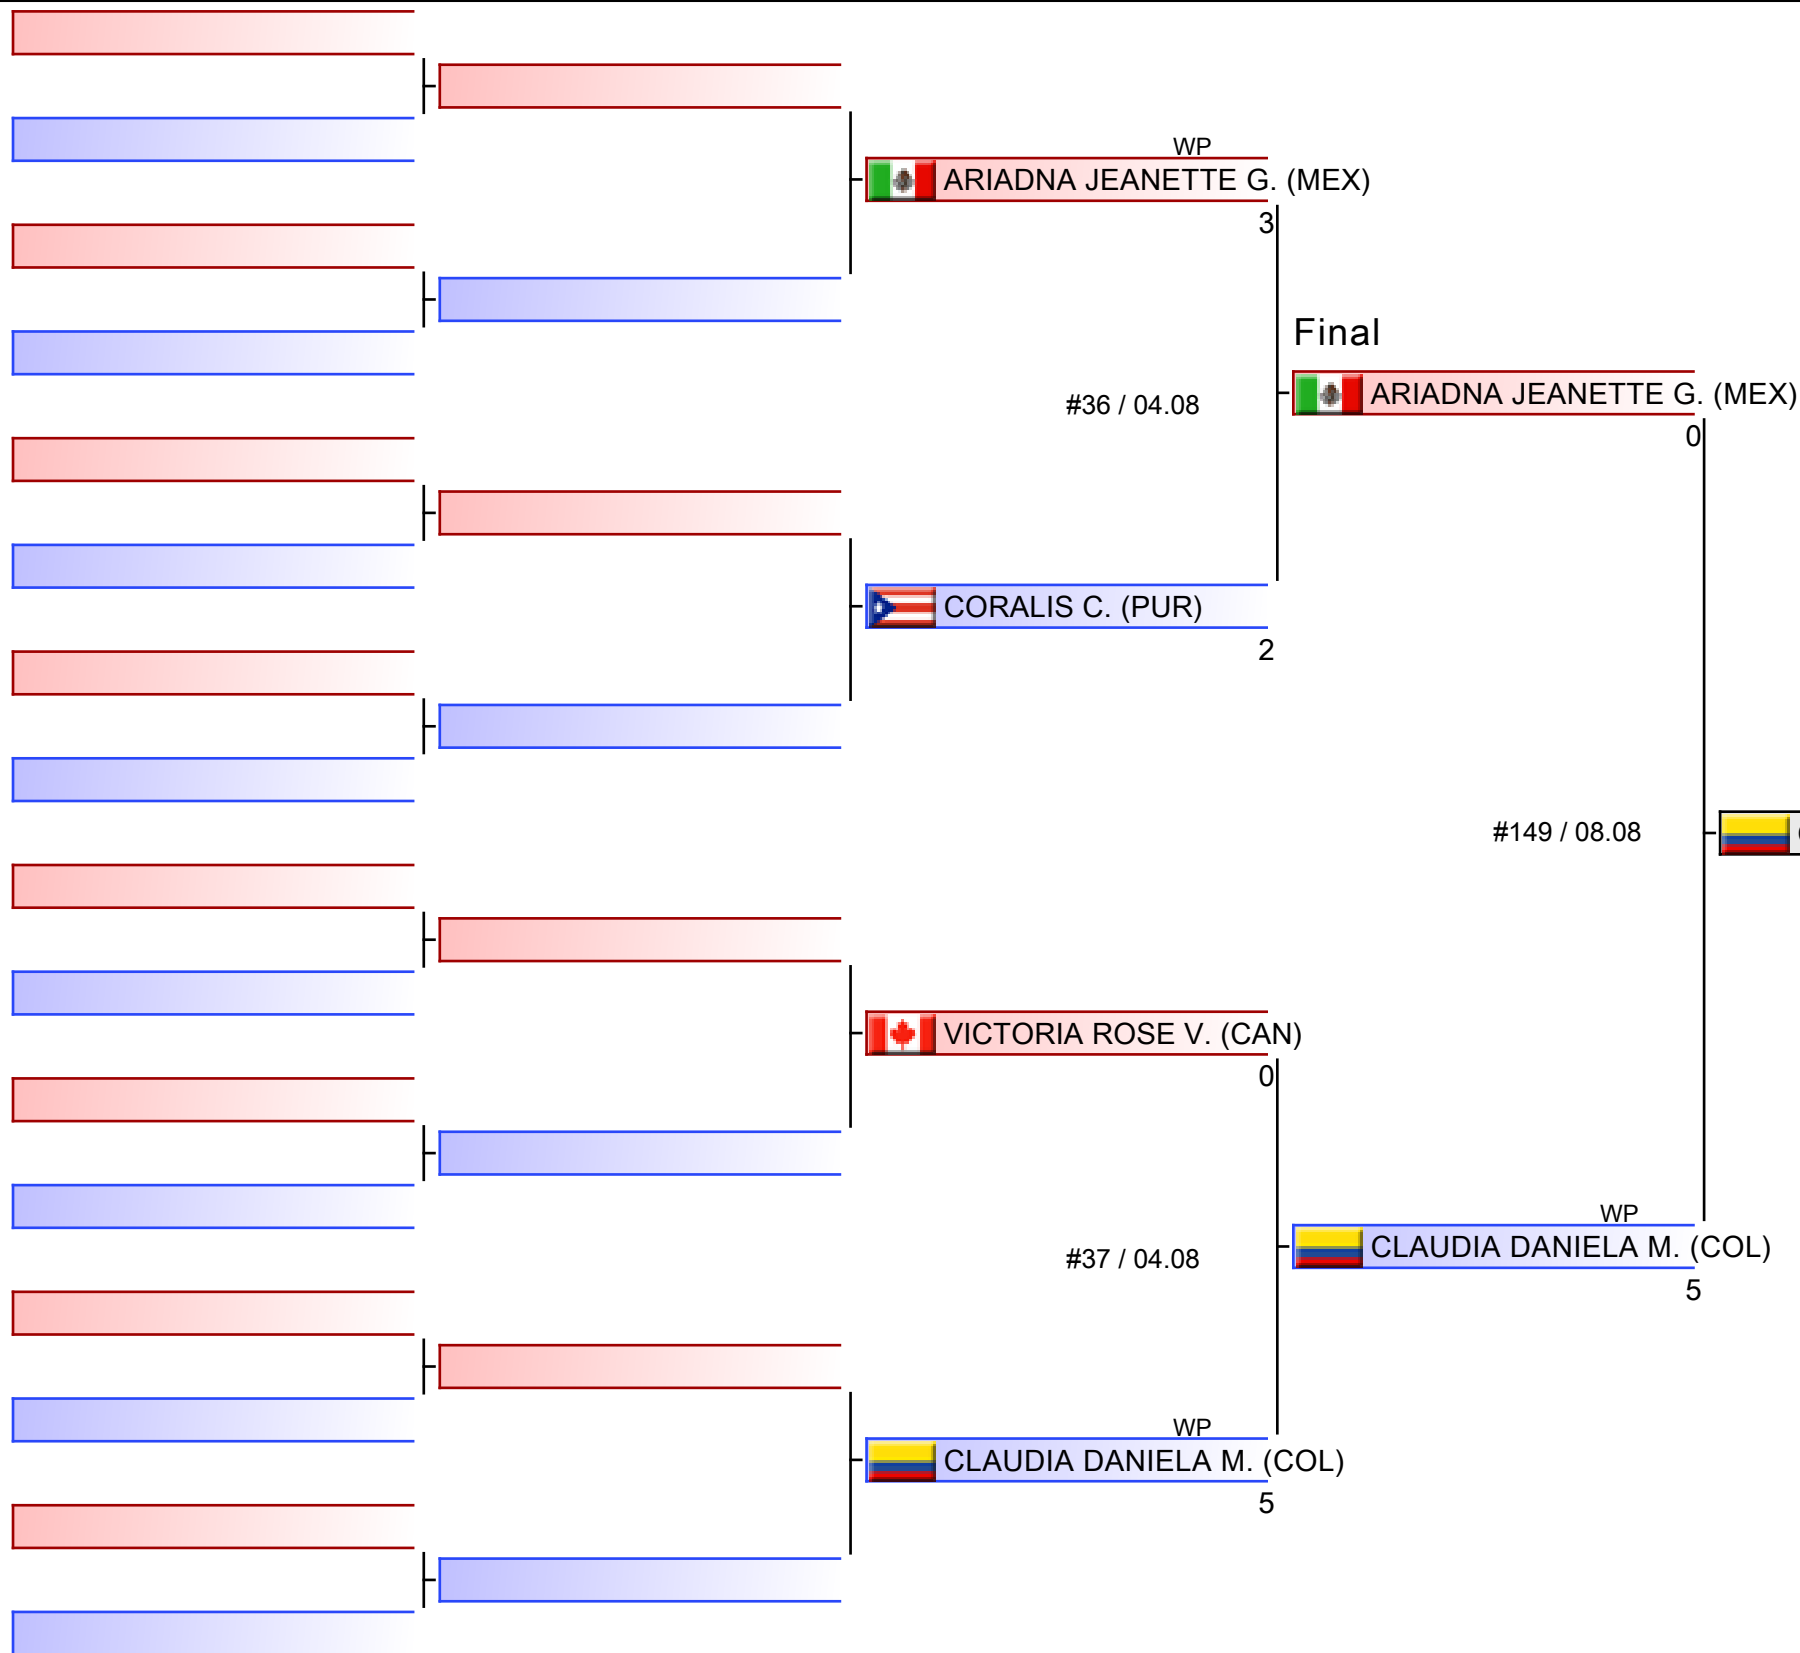 WP
ARIADNA JEANETTE G. (MEX)
3
Final
#36 / 04.08
ARIADNA JEANETTE G. (MEX)
0
CORALIS C. (PUR)
2
#149 / 08.08
VICTORIA ROSE V. (CAN)
0
WP
#37 / 04.08
CLAUDIA DANIELA M. (COL)
5
WP
CLAUDIA DANIELA M. (COL)
5